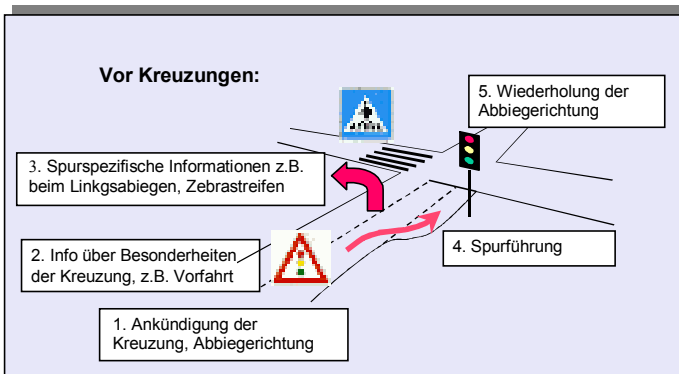 Vor Kreuzungen:
5. Wiederholung der
Abbiegerichtung
3. Spurspezifische Informationen z.B.
beim Linkgsabiegen, Zebrastreifen
2. Info über Besonderheiten
der Kreuzung, z.B. Vorfahrt
4. Spurführung
1. Ankündigung der
Kreuzung, Abbiegerichtung